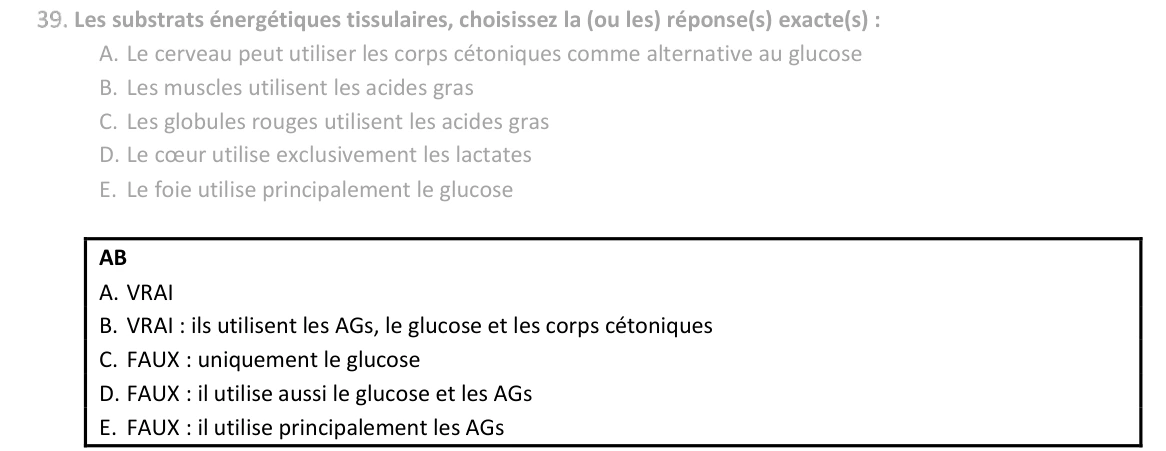 39. Les substrats énergétiques tissulaires, choisissez la (ou les) réponse(s) exacte(s) :
A. Le cerveau peut utiliser les corps cétoniques comme alternative au glucose
B. Les muscles utilisent les acides gras
C. Les globules rouges utilisent les acides gras
D. Le cœur utilise exclusivement les lactates
E. Le foie utilise principalement le glucose
AB
A. VRAI
B. VRAI : ils utilisent les AGs, le glucose et les corps cétoniques
C. FAUX : uniquement le glucose
D. FAUX : il utilise aussi le glucose et les AGs
E. FAUX : il utilise principalement les AGs